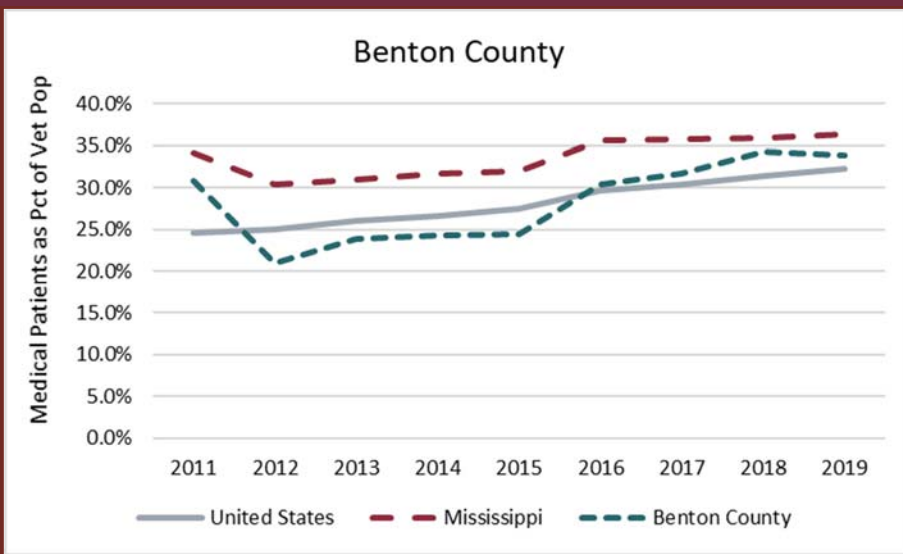 Benton County
Medical Patients as Pct of Vet Pop
40.0%
35.0%
30.0%
25.0%
20.0%
15.0%
10.0%
5.0%
0.0%
2011 2012 2013 2014 2015 2016 2017 2018 2019
United States Mississippi Benton County